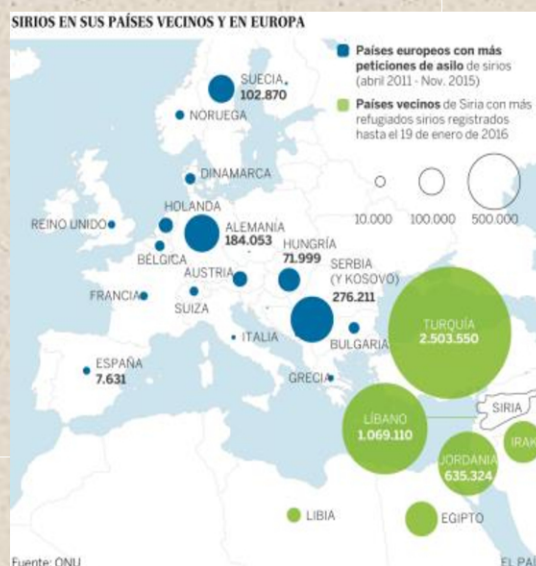 SIRIOS EN SUS PAÍSES VECINOS Y EN EUROPA
Países europeos con más
peticiones de asilo de sirios
(abril 2011 - Nov. 2015)
Países vecinos de Siria con más
refugiados sirios registrados
hasta el 19 de enero de 2016
10.000 100.000 500.000
SUECIA
102.870
NORUEGA
DINAMARCA
HOLANDA
REINO UNIDO
ALEMANIA
184.053
BÉLGICA
HUNGRÍA
71.999
AUSTRIA
SERBIA
(Y KOSOVO)
276.211
FRANCIA
SUIZA
ITALIA
BULGARIA
TURQUÍA
2.503.550
ESPAÑA
7.631
GRECIA
SIRIA
LÍBANO
1.069.110
IRAK
JORDANIA
635.324
LIBIA
EGIPTO
Fuente: ONU
EL PAÍ